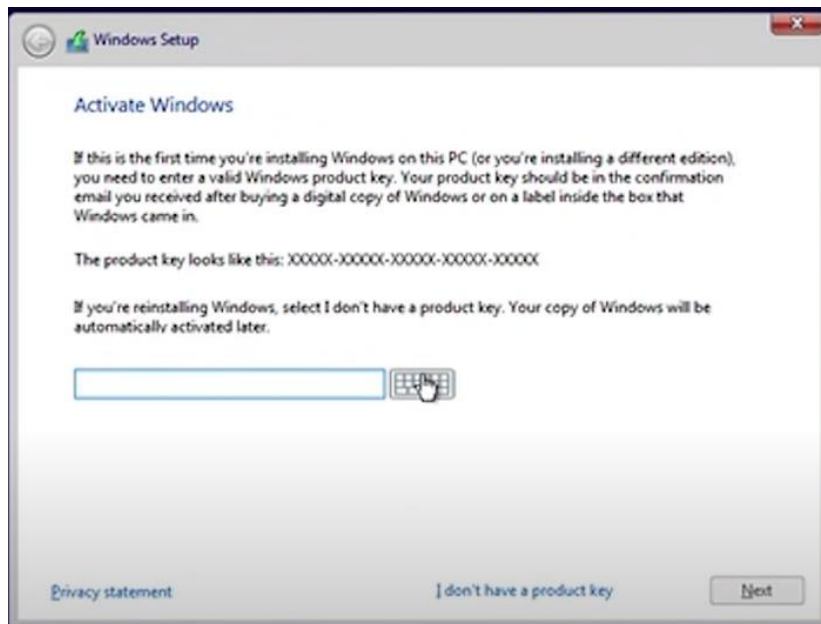 Windows Setup
Activate Windows
If this is the first time you're installing Windows on this PC (or you're installing a different edition),
you need to enter a valid Windows product key. Your product key should be in the confirmation
email you received after buying a digital copy of Windows or on a label inside the box that
Windows came in.
The product key looks like this: XXXXX-XXXXX-XXXXX-XXXXX-XXXXX
If you're reinstalling Windows, select I don't have a product key. Your copy of Windows will be
automatically activated later.
Privacy statement
I don't have a product key
Next